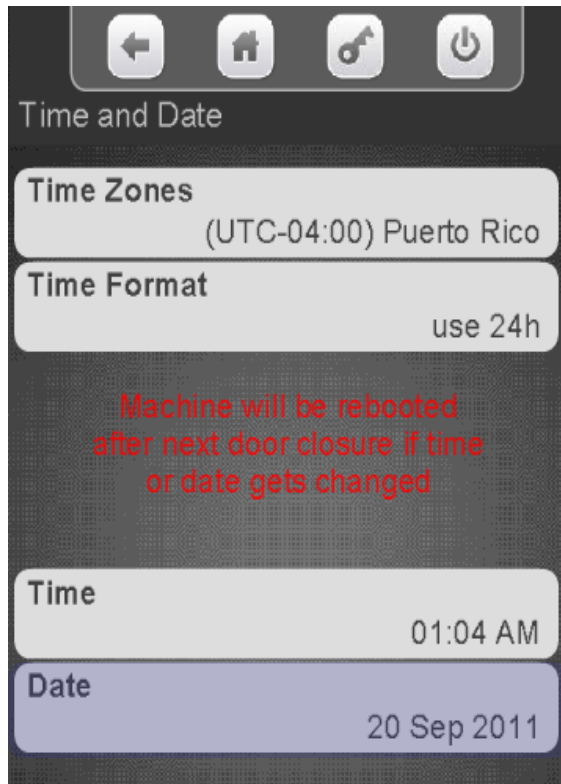 Time and Date
Time Zones
(UTC-04:00) Puerto Rico
Time Format
use 24h
Machine will be rebooted
after next door closure if time
or date gets changed
Time
01:04 AM
Date
20 Sep 2011